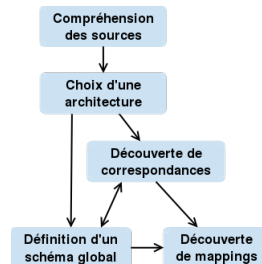 Compréhension
des sources
Choix d'une
architecture
Découverte de
correspondances
Définition d'un
schéma global
Découverte
de mappings